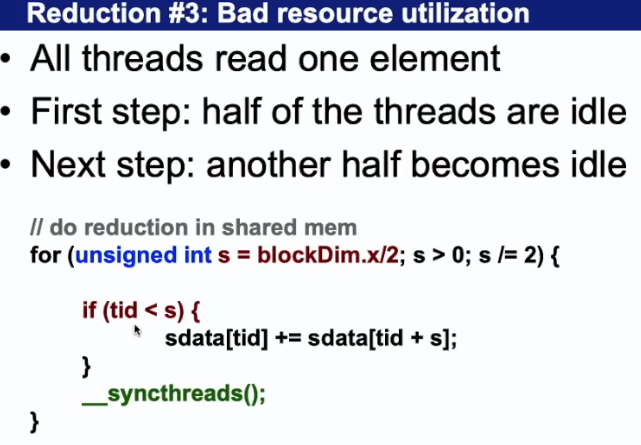 Reduction #3: Bad resource utilization
• All threads read one element
• First step: half of the threads are idle
• Next step: another half becomes idle
// do reduction in shared mem
for (unsigned int s = blockDim.x/2; s > 0; s /= 2) {
if (tid < s) {
sdata[tid] += sdata[tid + s];
}
__syncthreads();
}